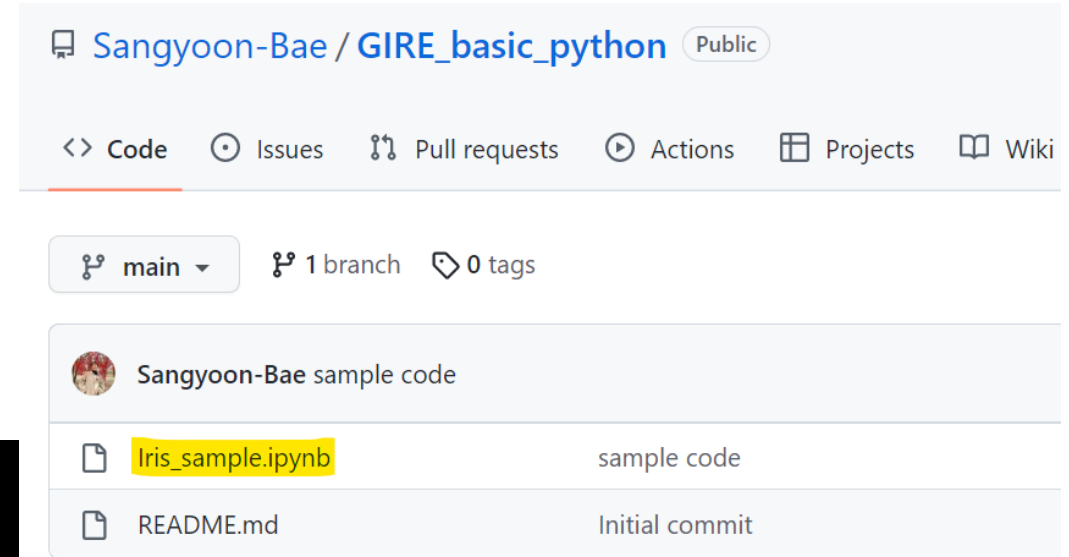 Sangyoon-Bae / GIRE_basic_python Public
Code Issues Pull requests Actions Projects Wiki
main 1 branch 0 tags
Sangyoon-Bae sample code
Iris_sample.ipynb sample code
README.md Initial commit